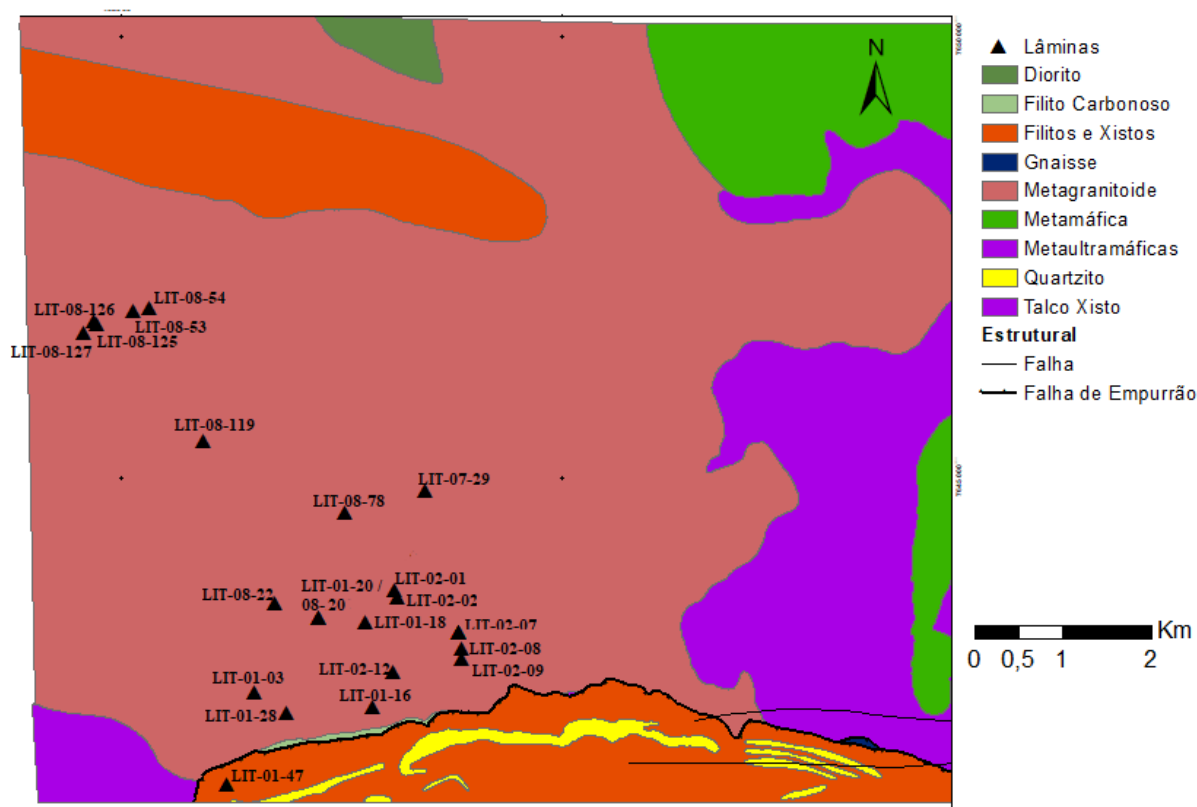 N
7650.000
LIT-08-54
LIT-08-126
LIT-08-53
LIT-08-125
LIT-08-127
LIT-08-119
LIT-07-29
LIT-08-78
LIT-01-20 /
08-20
LIT-02-01
LIT-08-22
LIT-02-02
LIT-01-18
LIT-02-07
LIT-02-08
LIT-02-12
LIT-02-09
LIT-01-03
LIT-01-16
LIT-01-28
LIT-01-47
Lâminas
Diorito
Filito Carbonoso
Filitos e Xistos
Gnaisse
Metagranitoide
Metamáfica
Metaultramáficas
Quartzito
Talco Xisto
Estrutural
Falha
Falha de Empurrão
Km
0 0,5 1 2